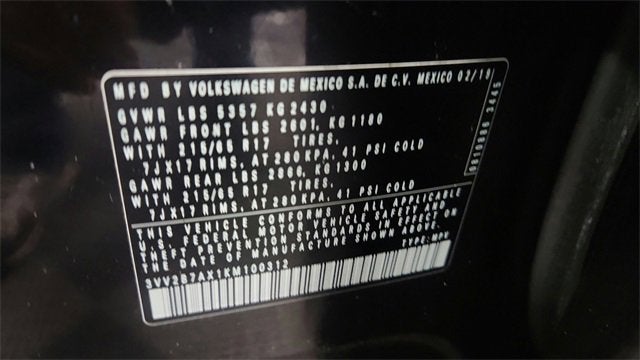 MFD BY VOLKSWAGEN DE MEXICO S.A. DE C.V. MEXICO 02/18
GVWR LBS 5357 KG 2430
GAWR FRONT LBS 2601, KG 1180
WITH 215/65 R17 TIRES,
7JX17 RIMS, AT 280 KPA, 41 PSI COLD
GAWR REAR LBS 2866, KG 1300
WITH 215/65 R17 TIRES,
7JX17 RIMS, AT 280 KPA, 41 PSI COLD
THIS VEHICLE CONFORMS TO ALL APPLICABLE
U.S. FEDERAL MOTOR VEHICLE SAFETY AND
THEFT PREVENTION STANDARDS IN EFFECT ON
THE DATE OF MANUFACTURE SHOWN ABOVE.
3VV2B7AX1KM100312 TYPE: MPV